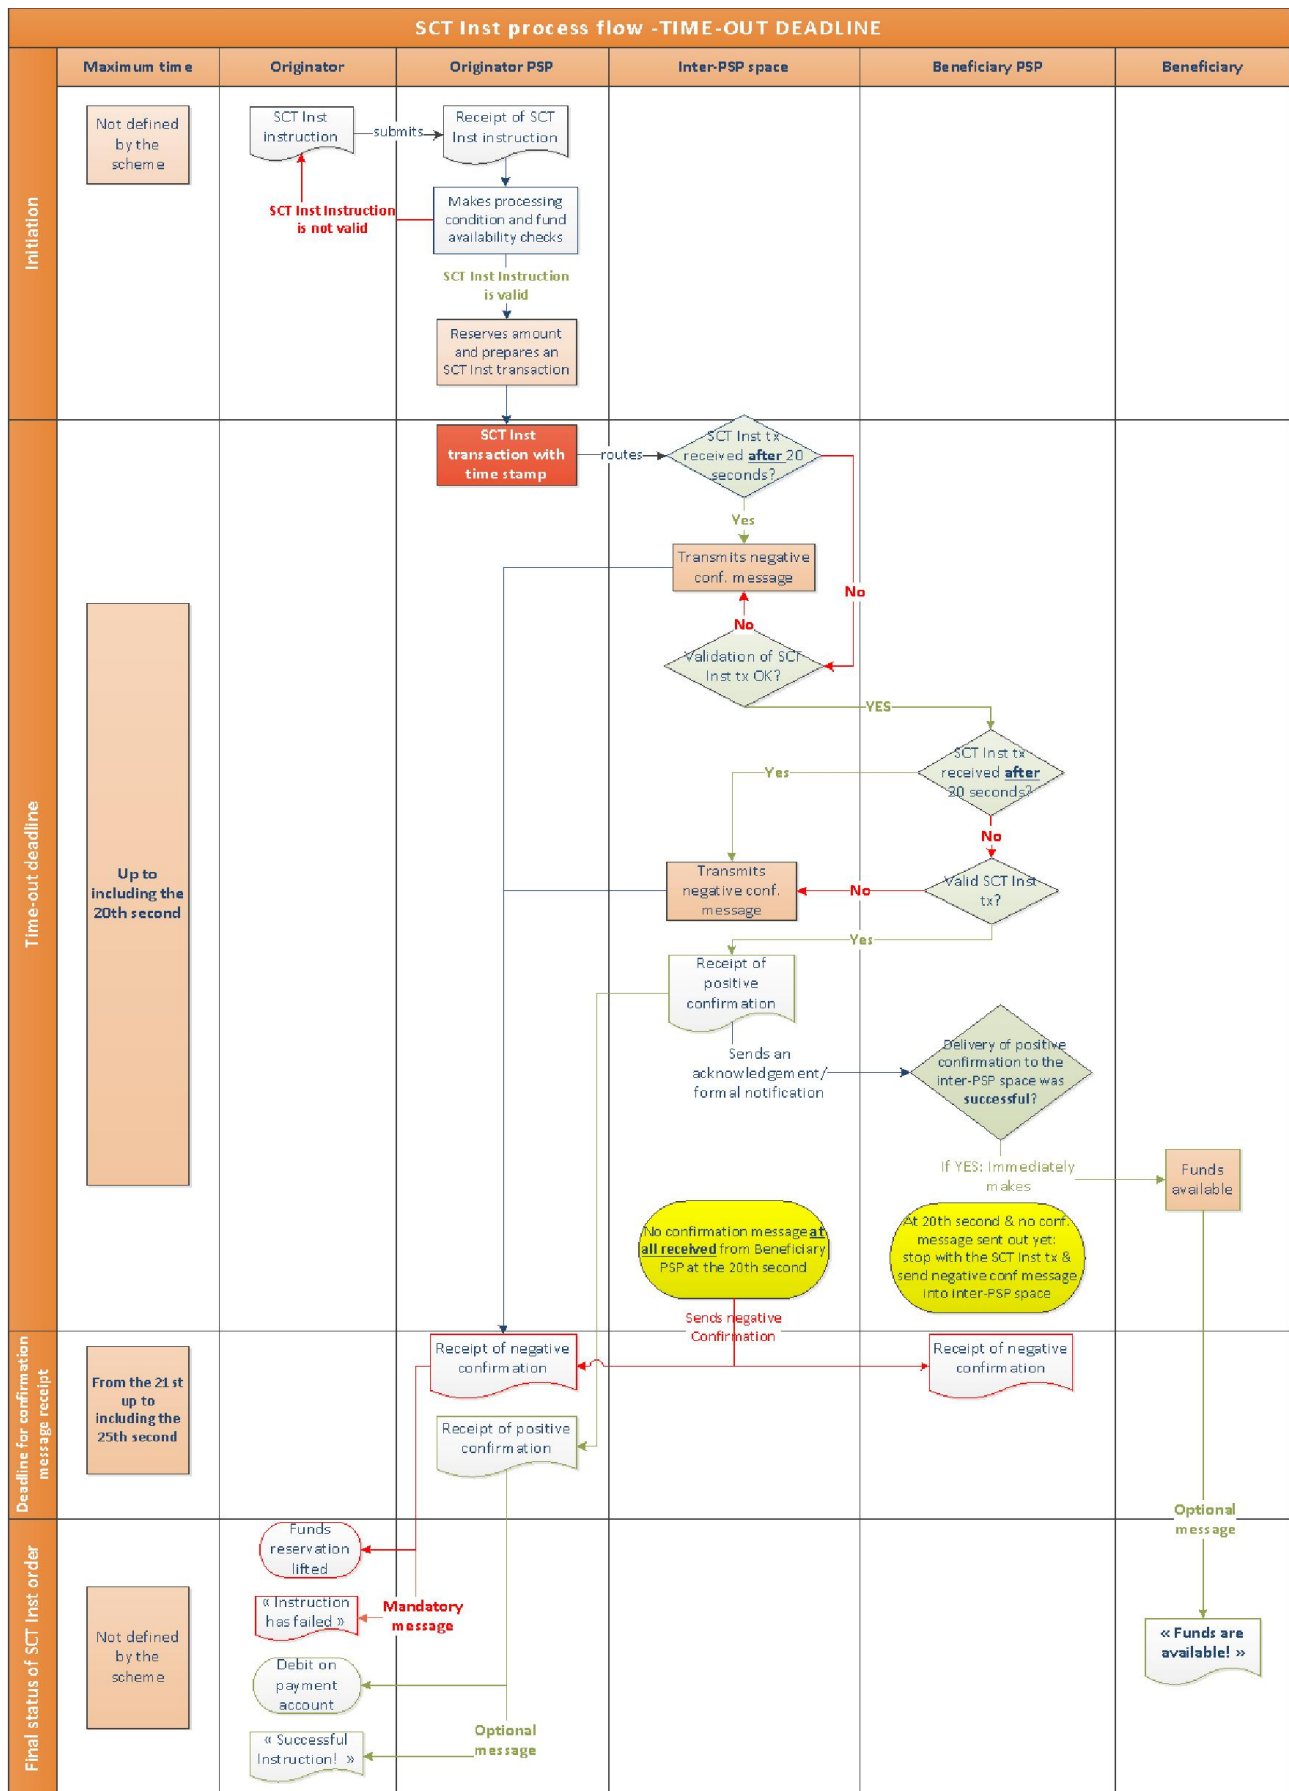 SCT Inst process flow -TIME-OUT DEADLINE
Maximum time
Originator
Originator PSP
Inter-PSP space
Beneficiary PSP
Beneficiary
Initiation
Not defined
by the
scheme
SCT Inst
instruction
submits
Receipt of SCT
Inst instruction
SCT Inst Instruction
is not valid
Makes processing
condition and fund
availability checks
SCT Inst Instruction
is valid
Reserves amount
and prepares an
SCT Inst transaction
Time-out deadline
Up to
including the
20th second
SCT Inst
transaction with
time stamp
routes
SCT Inst tx
received after 20
seconds?
Yes
No
Transmits negative
conf. message
No
Validation of SCT
Inst tx OK?
YES
SCT Inst tx
received after
20 seconds?
Yes
No
Transmits
negative conf.
message
No
Valid SCT Inst
tx?
Yes
Receipt of
positive
confirmation
Sends an
acknowledgement/
formal notification
Delivery of positive
confirmation to the
inter-PSP space was
successful?
If YES: Immediately
makes
Funds
available
No confirmation message at
all received from Beneficiary
PSP at the 20th second
At 20th second & no conf.
message sent out yet:
stop with the SCT Inst tx &
send negative conf message
into inter-PSP space
Sends negative
Confirmation
Deadline for confirmation
message receipt
From the 21st
up to
including the
25th second
Receipt of negative
confirmation
Receipt of negative
confirmation
Receipt of positive
confirmation
Optional
message
Final status of SCT Inst order
Not defined
by the
scheme
Funds
reservation
lifted
« Instruction
has failed »
Mandatory
message
Debit on
payment
account
« Successful
Instruction! »
Optional
message
« Funds are
available! »